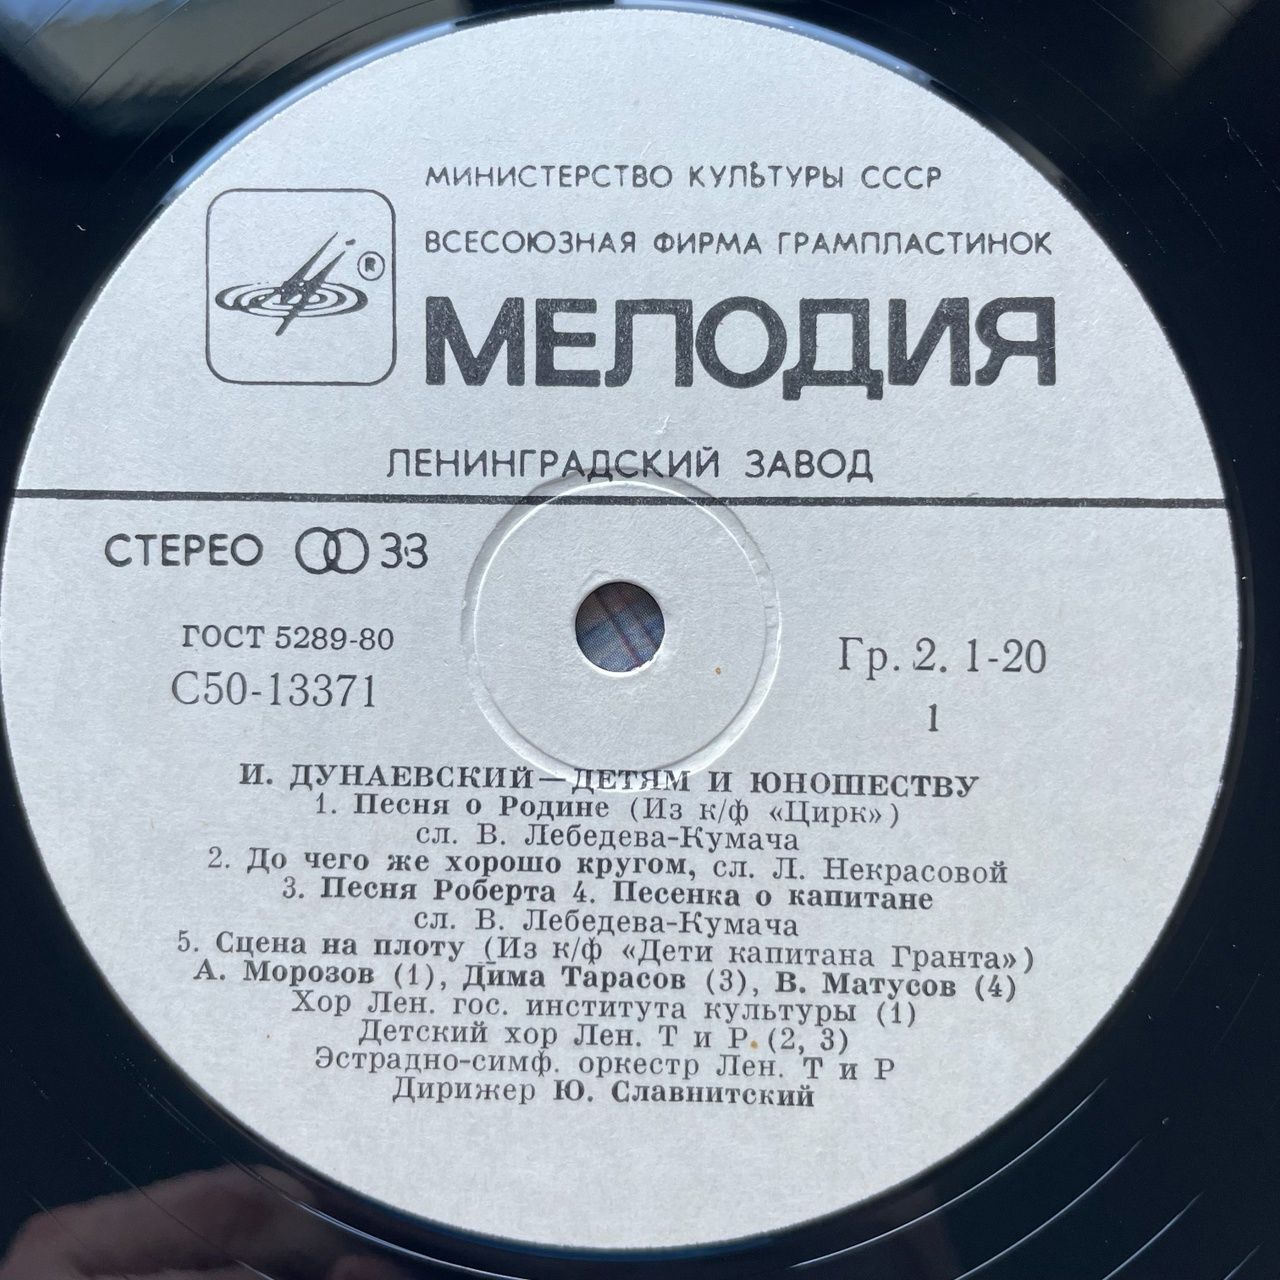 МИНИСТЕРСТВО КУЛЬТУРЫ СССР
ВСЕСОЮЗНАЯ ФИРМА ГРАМПЛАСТИНОК
®
МЕЛОДИЯ
ЛЕНИНГРАДСКИЙ ЗАВОД
СТЕРЕО 33
ГОСТ 5289-80
С50-13371
Гр. 2. 1-20
1
И. ДУНАЕВСКИЙ — ДЕТЯМ И ЮНОШЕСТВУ
1. Песня о Родине (Из к/ф «Цирк»)
сл. В. Лебедева-Кумача
2. До чего же хорошо кругом, сл. Л. Некрасовой
3. Песня Роберта 4. Песенка о капитане
сл. В. Лебедева-Кумача
5. Сцена на плоту (Из к/ф «Дети капитана Гранта»)
А. Морозов (1), Дима Тарасов (3), В. Матусов (4)
Хор Лен. гос. института культуры (1)
Детский хор Лен. Т и Р (2, 3)
Эстрадно-симф. оркестр Лен. Т и Р
Дирижер Ю. Славнитский